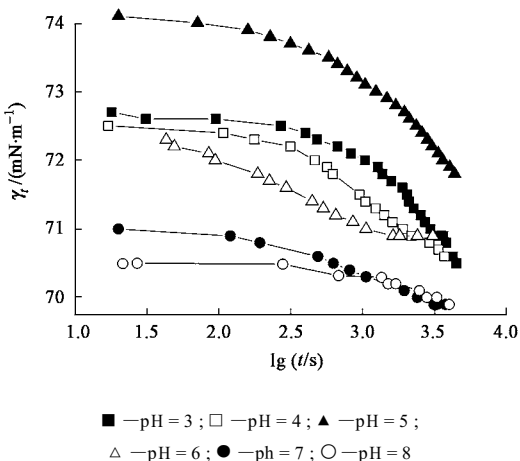 γt/(mN·m⁻¹)
74
73
72
71
70
1.0 1.5 2.0 2.5 3.0 3.5 4.0
lg (t/s)
■ —pH = 3 ; □ —pH = 4 ; ▲ —pH = 5 ;
△ —pH = 6 ; ● —ph = 7 ; ○ —pH = 8